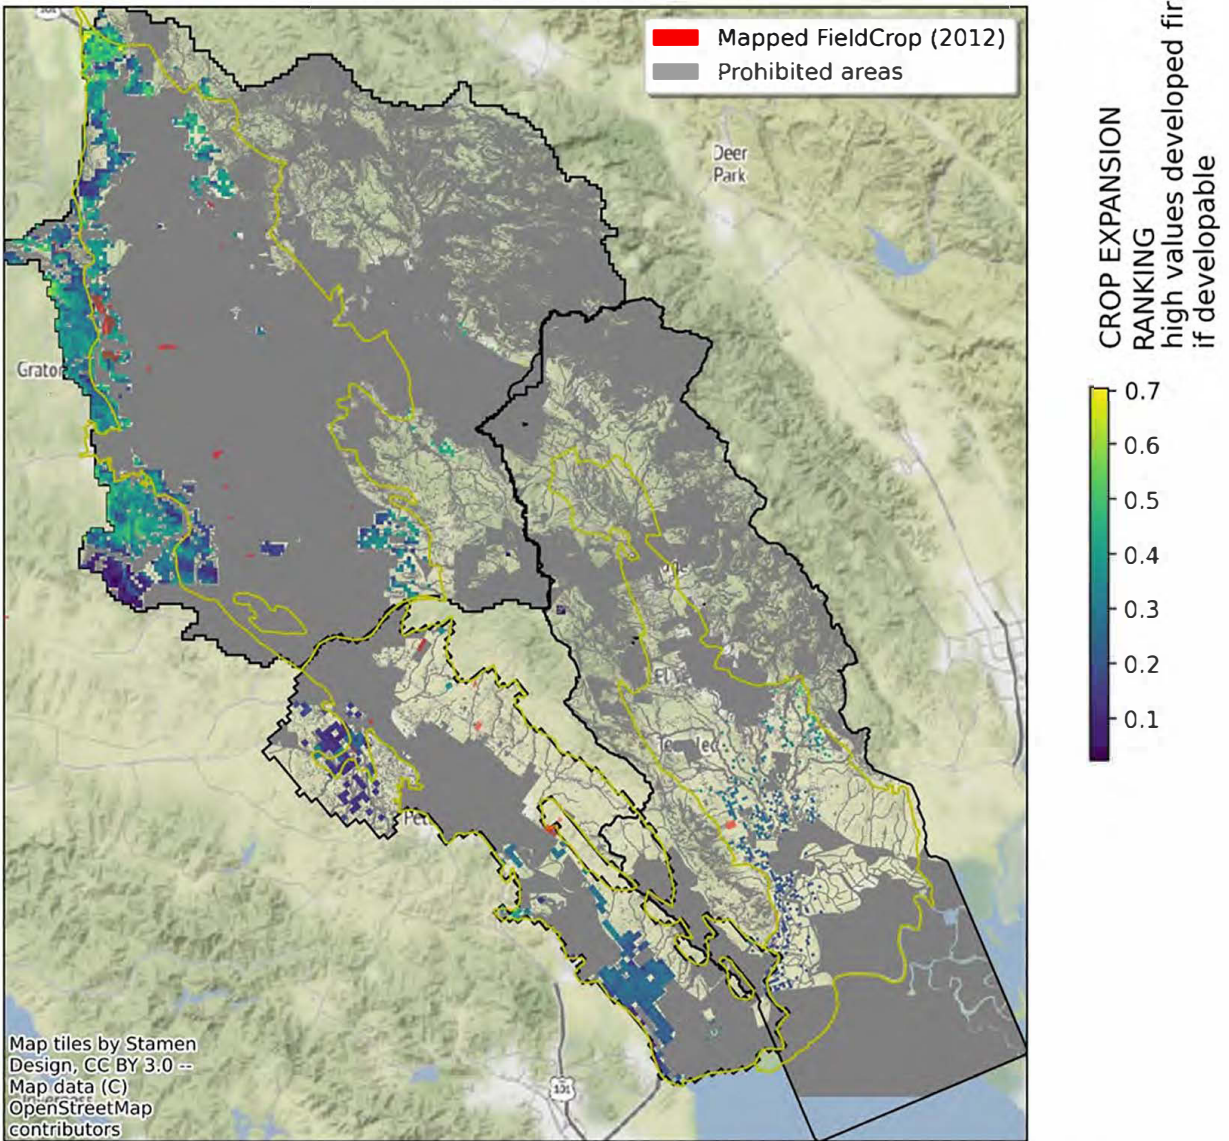 101
Mapped FieldCrop (2012)
Prohibited areas
Deer
Park
CROP EXPANSION
RANKING
high values developed fir
if developable
0.7
0.6
0.5
0.4
0.3
0.2
0.1
Map tiles by Stamen
Design, CC BY 3.0 --
Map data (C)
OpenStreetMap
contributors
101